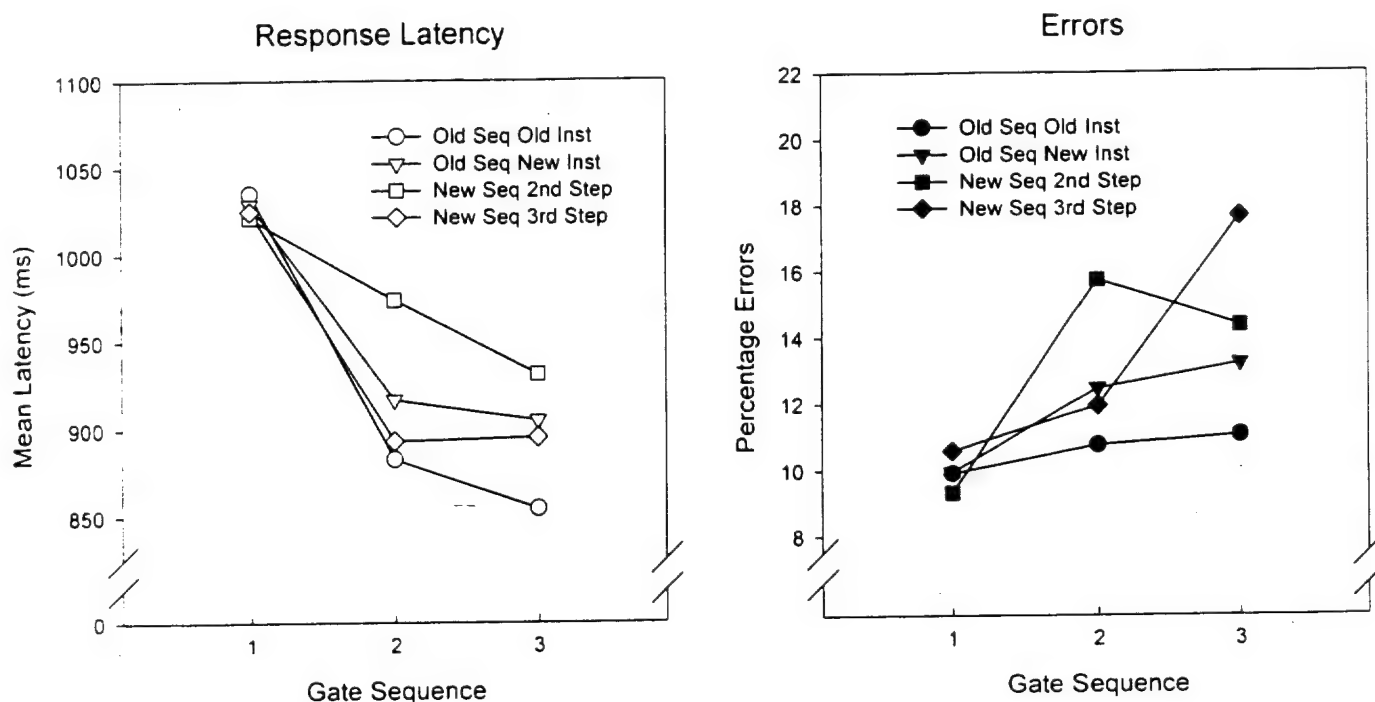 Response Latency
1100
1050
1000
950
900
850
0
Mean Latency (ms)
Old Seq Old Inst
Old Seq New Inst
New Seq 2nd Step
New Seq 3rd Step
1 2 3
Gate Sequence
Errors
22
20
18
16
14
12
10
8
Percentage Errors
Old Seq Old Inst
Old Seq New Inst
New Seq 2nd Step
New Seq 3rd Step
1 2 3
Gate Sequence